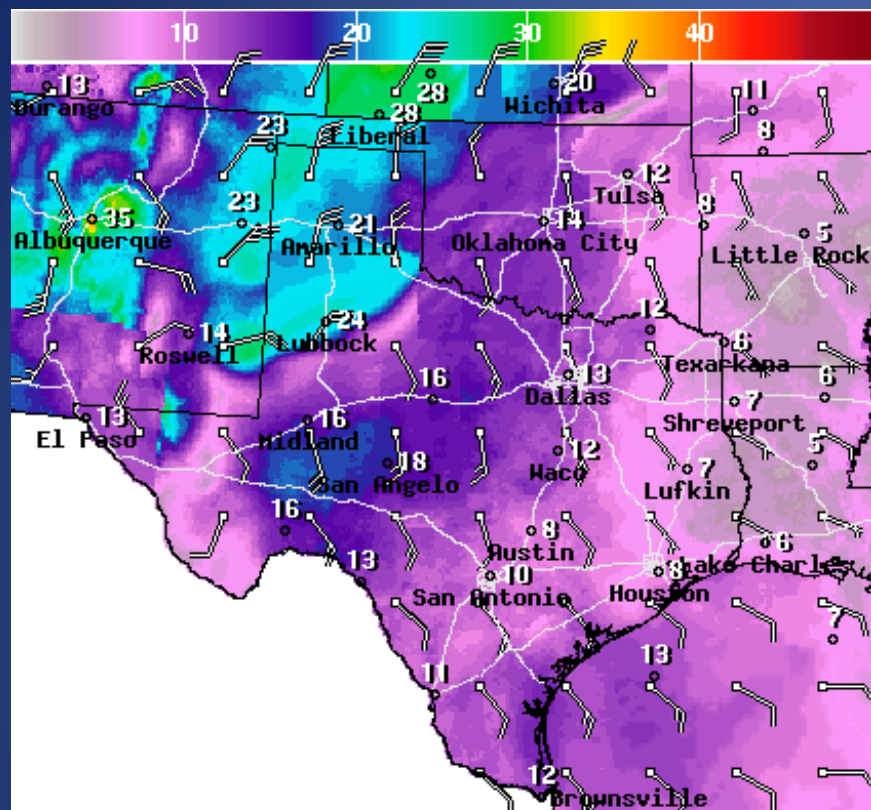 10 20 30 40
13
Durango
28
20
Wichita
11
28
Liberal
23
8
12
Tulsa
35
Albuquerque
23
21
Amarillo
14
Oklahoma City
8
5
Little Rock
14
Roswell
24
Lubbock
12
6
Texarkana
13
El Paso
16
Midland
16
13
Dallas
7
Shreveport
6
18
San Angelo
12
Waco
7
Lufkin
5
16
13
8
Austin
10
San Antonio
8
Houston
6
Lake Charles
7
11
13
12
Brownsville